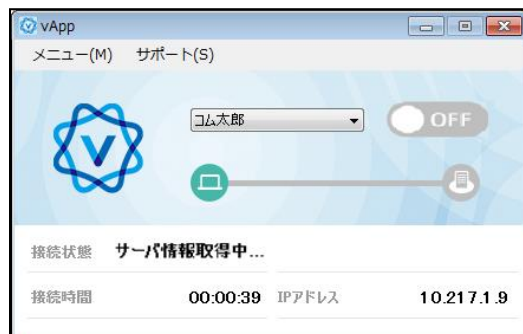 vApp
メニュー(M) サポート(S)
コム太郎
OFF
V
接続状態 サーバ情報取得中...
接続時間 00:00:39 IPアドレス 10.217.1.9